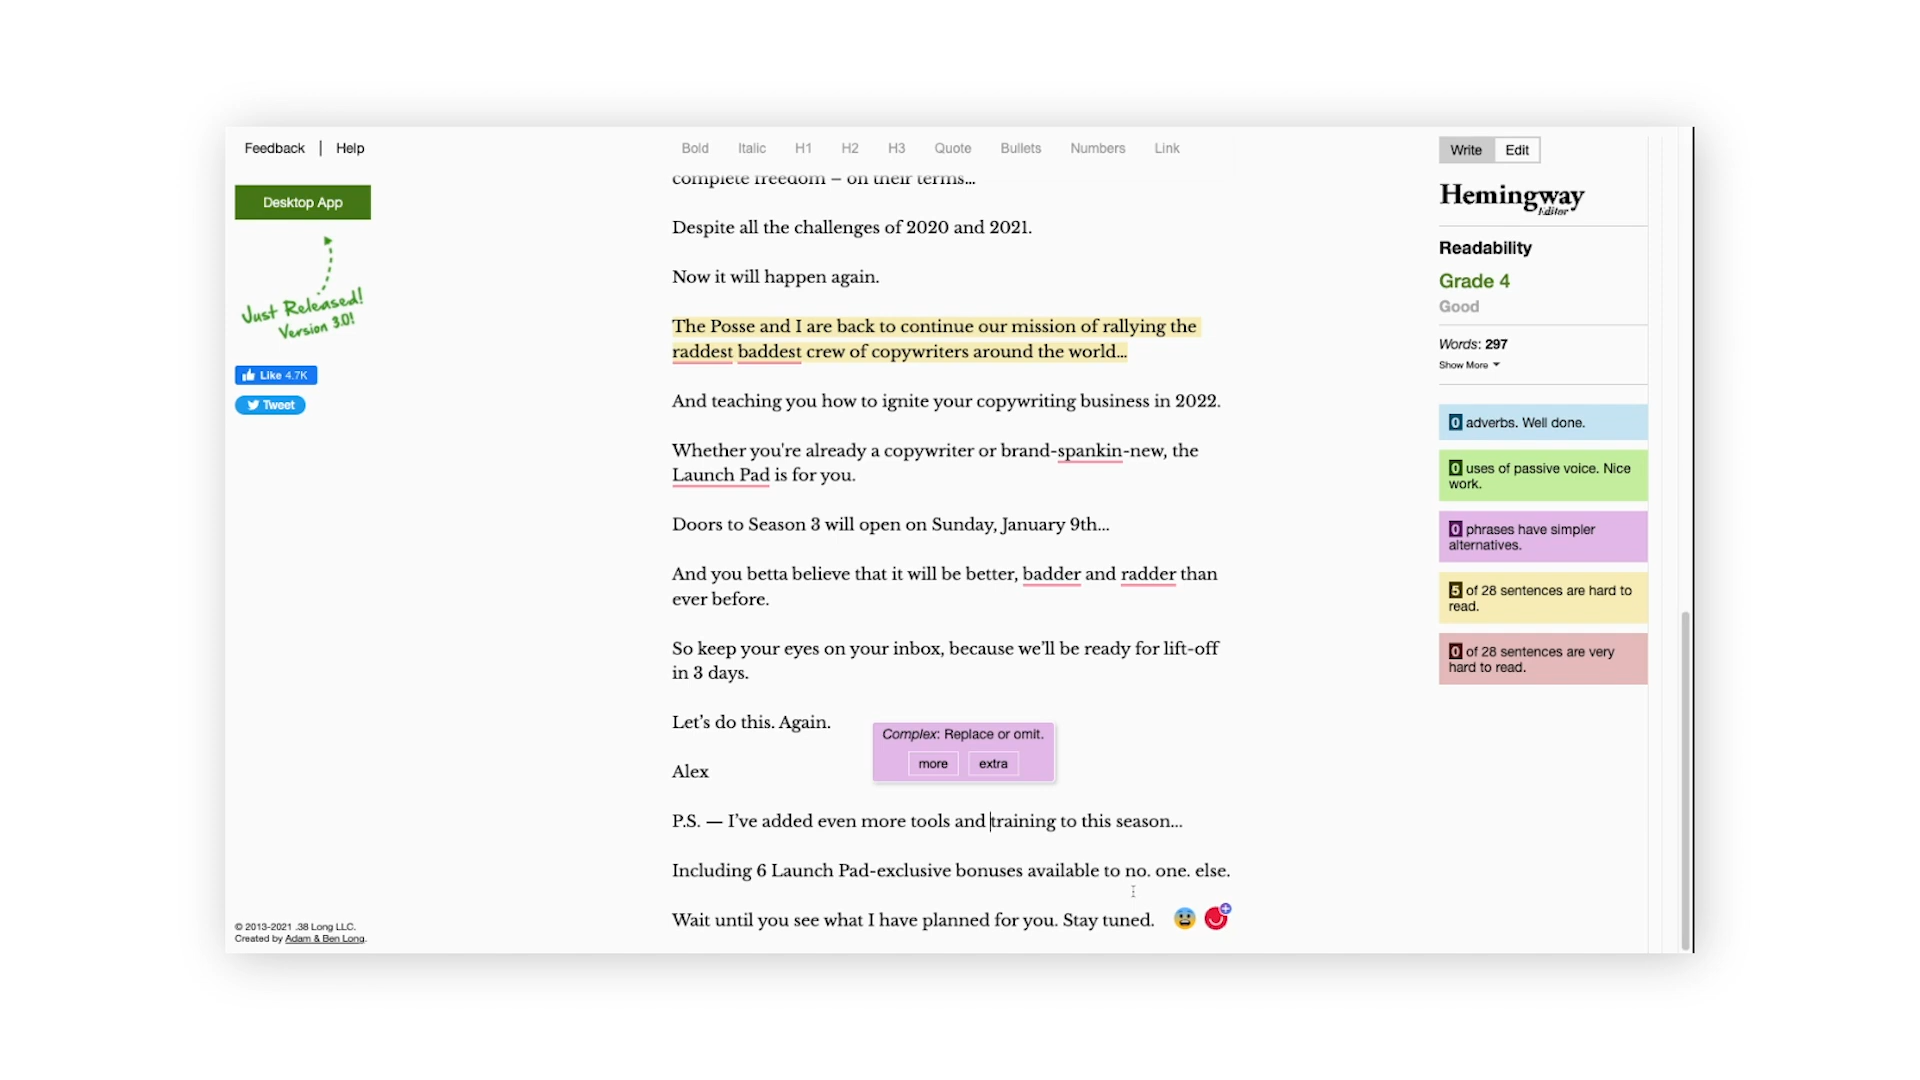 Feedback | Help
Bold Italic H1 H2 H3 Quote Bullets Numbers Link
Write Edit
Desktop App
Just Released!
Version 3.0!
Like 4.7K
Tweet
complete freedom – on their terms...
Despite all the challenges of 2020 and 2021.
Now it will happen again.
The Posse and I are back to continue our mission of rallying the
raddest baddest crew of copywriters around the world...
And teaching you how to ignite your copywriting business in 2022.
Whether you're already a copywriter or brand-spankin-new, the
Launch Pad is for you.
Doors to Season 3 will open on Sunday, January 9th...
And you betta believe that it will be better, badder and radder than
ever before.
So keep your eyes on your inbox, because we’ll be ready for lift-off
in 3 days.
Let’s do this. Again.
Complex: Replace or omit.
more extra
Alex
P.S. — I’ve added even more tools and training to this season...
Including 6 Launch Pad-exclusive bonuses available to no. one. else.
Wait until you see what I have planned for you. Stay tuned.
Hemingway
Editor
Readability
Grade 4
Good
Words: 297
Show More
0 adverbs. Well done.
0 uses of passive voice. Nice
work.
0 phrases have simpler
alternatives.
5 of 28 sentences are hard to
read.
0 of 28 sentences are very
hard to read.
© 2013-2021 .38 Long LLC.
Created by Adam & Ben Long.